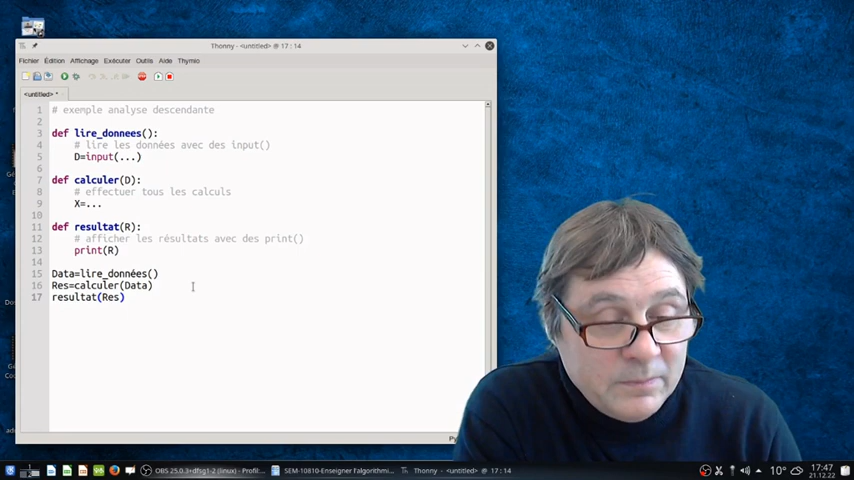 Thonny - <untitled> @ 17 : 14
Fichier Édition Affichage Exécuter Outils Aide Thymio
<untitled> *
1 # exemple analyse descendante
2
3 def lire_donnees():
4 # lire les données avec des input()
5 D=input(...)
6
7 def calculer(D):
8 # effectuer tous les calculs
9 X=...
10
11 def resultat(R):
12 # afficher les résultats avec des print()
13 print(R)
14
15 Data=lire_données()
16 Res=calculer(Data)
17 resultat(Res)
OBS 25.0.3+dfsg1-2 (linux) - Profil:... SEM-10810-Enseigner l'algorithmi... Thonny - <untitled> @ 17 : 14 10° 17:47
21.12.22